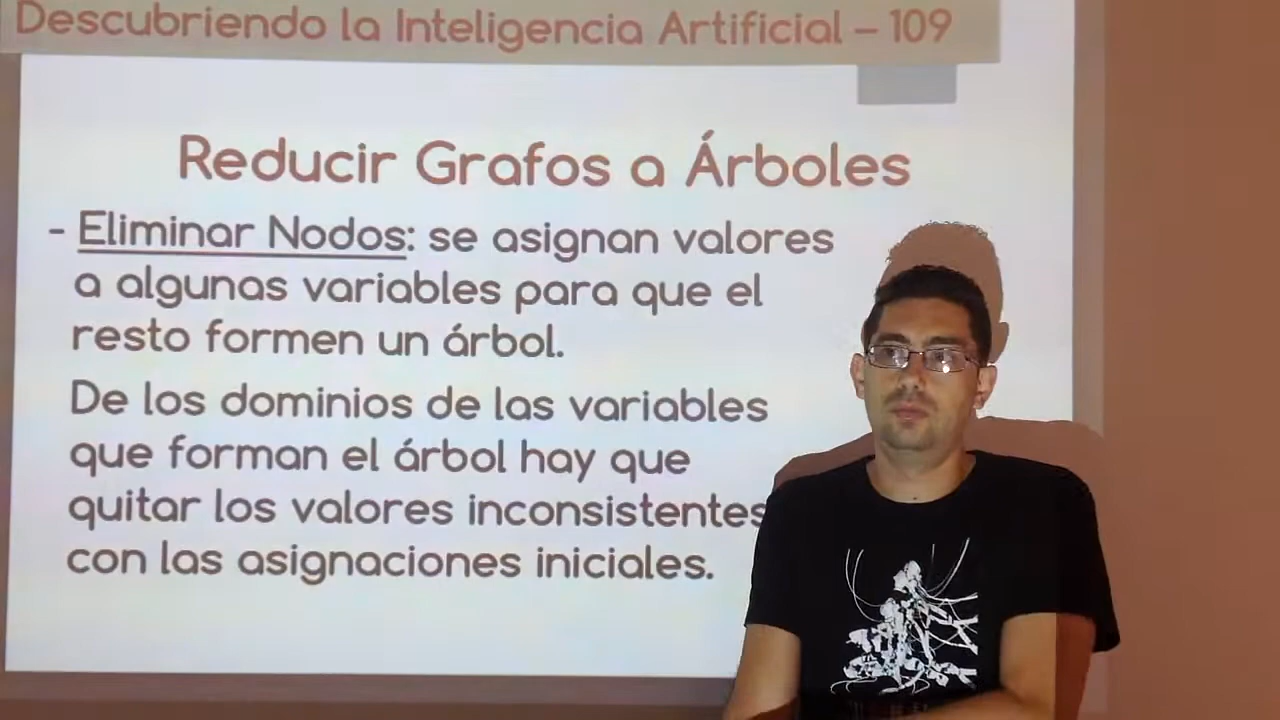 Descubriendo la Inteligencia Artificial – 109
Reducir Grafos a Árboles
- Eliminar Nodos: se asignan valores
a algunas variables para que el
resto formen un árbol.
De los dominios de las variables
que forman el árbol hay que
quitar los valores inconsistentes
con las asignaciones iniciales.